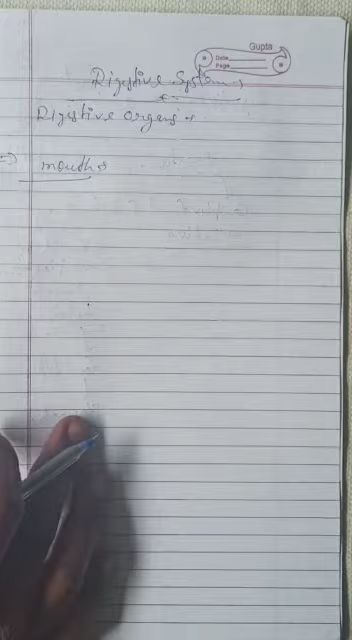 Gupta
Date
Page
Digestive System
Digestive organs
⇒ mouth